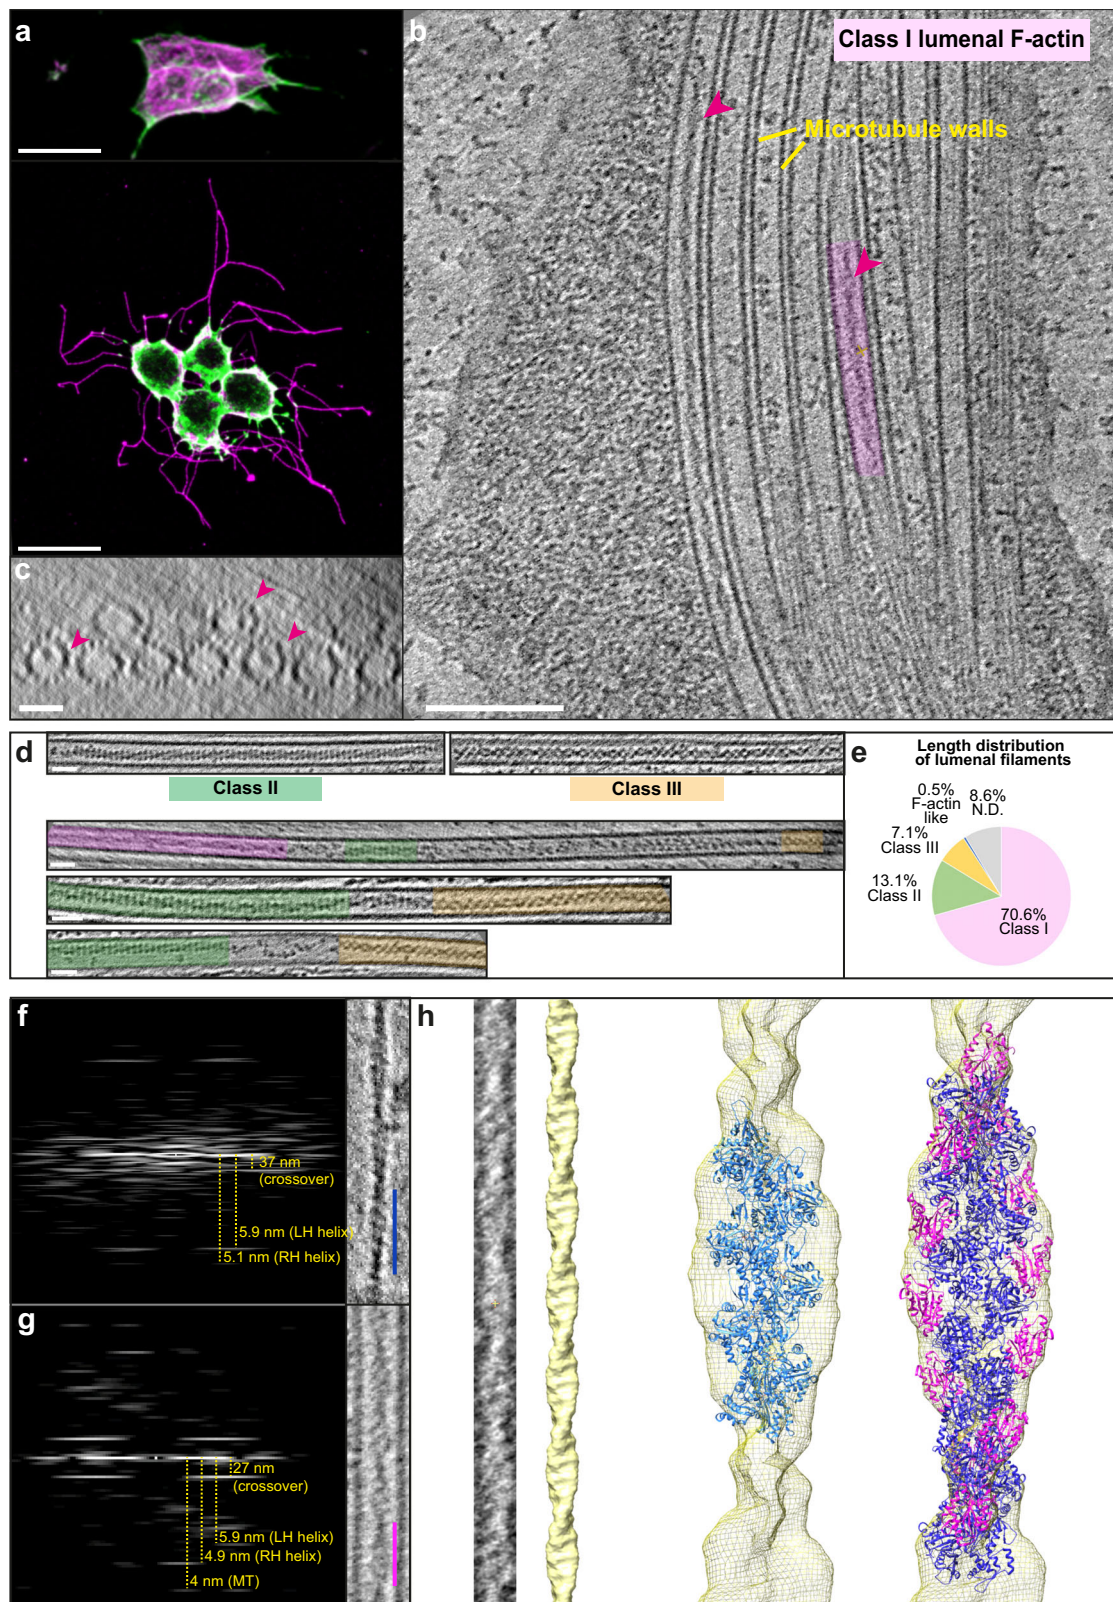 a
b
Class I lumenal F-actin
Microtubule walls
c
d
Class II
Class III
e
Length distribution
of lumenal filaments
0.5%
F-actin
like
8.6%
N.D.
7.1%
Class III
13.1%
Class II
70.6%
Class I
f
37 nm
(crossover)
5.9 nm (LH helix)
5.1 nm (RH helix)
g
27 nm
(crossover)
5.9 nm (LH helix)
4.9 nm (RH helix)
4 nm (MT)
h